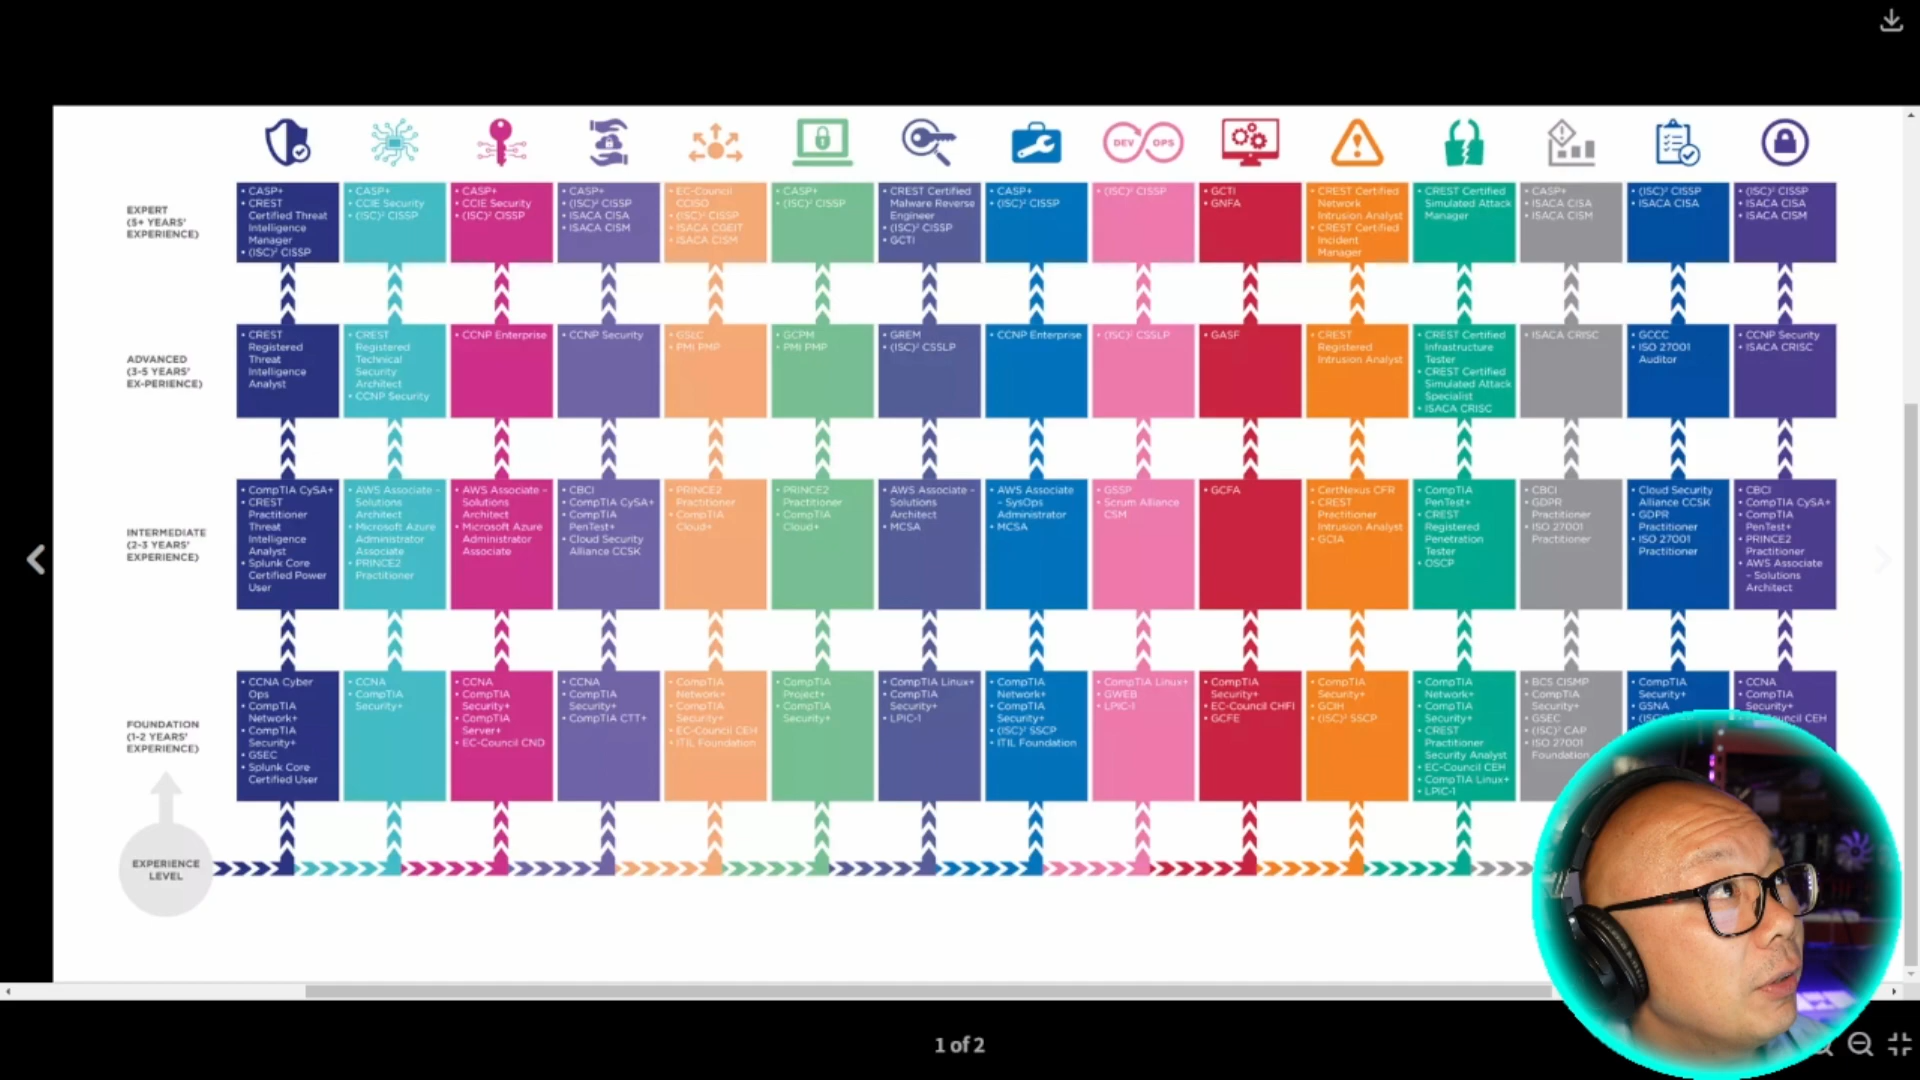 DEV OPS
EXPERT
(5+ YEARS'
EXPERIENCE)
• CASP+
• CREST
Certified Threat
Intelligence
Manager
• (ISC)² CISSP
• CASP+
• CCIE Security
• (ISC)² CISSP
• CASP+
• CCIE Security
• (ISC)² CISSP
• CASP+
• (ISC)² CISSP
• ISACA CISA
• ISACA CISM
• EC-Council
CCISO
• (ISC)² CISSP
• ISACA CGEIT
• ISACA CISM
• CASP+
• (ISC)² CISSP
• CREST Certified
Malware Reverse
Engineer
• (ISC)² CISSP
• GCTI
• CASP+
• (ISC)² CISSP
• (ISC)² CISSP
• GCTI
• GNFA
• CREST Certified
Network
Intrusion Analyst
• CREST Certified
Incident
Manager
• CREST Certified
Simulated Attack
Manager
• CASP+
• ISACA CISA
• ISACA CISM
• (ISC)² CISSP
• ISACA CISA
• (ISC)² CISSP
• ISACA CISA
• ISACA CISM
ADVANCED
(3-5 YEARS'
EX-PERIENCE)
• CREST
Registered
Threat
Intelligence
Analyst
• CREST
Registered
Technical
Security
Architect
• CCNP Security
• CCNP Enterprise
• CCNP Security
• GSLC
• PMI PMP
• GCPM
• PMI PMP
• GREM
• (ISC)² CSSLP
• CCNP Enterprise
• (ISC)² CSSLP
• GASF
• CREST
Registered
Intrusion Analyst
• CREST Certified
Infrastructure
Tester
• CREST Certified
Simulated Attack
Specialist
• ISACA CRISC
• ISACA CRISC
• GCCC
• ISO 27001
Auditor
• CCNP Security
• ISACA CRISC
INTERMEDIATE
(2-3 YEARS'
EXPERIENCE)
• CompTIA CySA+
• CREST
Practitioner
Threat
Intelligence
Analyst
• Splunk Core
Certified Power
User
• AWS Associate –
Solutions
Architect
• Microsoft Azure
Administrator
Associate
• PRINCE2
Practitioner
• AWS Associate –
Solutions
Architect
• Microsoft Azure
Administrator
Associate
• CBCI
• CompTIA CySA+
• CompTIA
PenTest+
• Cloud Security
Alliance CCSK
• PRINCE2
Practitioner
• CompTIA
Cloud+
• PRINCE2
Practitioner
• CompTIA
Cloud+
• AWS Associate –
Solutions
Architect
• MCSA
• AWS Associate
– SysOps
Administrator
• MCSA
• GSSP
• Scrum Alliance
CSM
• GCFA
• CertNexus CFR
• CREST
Practitioner
Intrusion Analyst
• GCIA
• CompTIA
PenTest+
• CREST
Registered
Penetration
Tester
• OSCP
• CBCI
• GDPR
Practitioner
• ISO 27001
Practitioner
• Cloud Security
Alliance CCSK
• GDPR
Practitioner
• ISO 27001
Practitioner
• CBCI
• CompTIA CySA+
• CompTIA
PenTest+
• PRINCE2
Practitioner
• AWS Associate
– Solutions
Architect
FOUNDATION
(1-2 YEARS'
EXPERIENCE)
• CCNA Cyber
Ops
• CompTIA
Network+
• CompTIA
Security+
• GSEC
• Splunk Core
Certified User
• CCNA
• CompTIA
Security+
• CCNA
• CompTIA
Security+
• CompTIA
Server+
• EC-Council CND
• CCNA
• CompTIA
Security+
• CompTIA CTT+
• CompTIA
Network+
• CompTIA
Security+
• EC-Council CEH
• ITIL Foundation
• CompTIA
Project+
• CompTIA
Security+
• CompTIA Linux+
• CompTIA
Security+
• LPIC-1
• CompTIA
Network+
• CompTIA
Security+
• (ISC)² SSCP
• ITIL Foundation
• CompTIA Linux+
• GWEB
• LPIC-1
• CompTIA
Security+
• EC-Council CHFI
• GCFE
• CompTIA
Security+
• GCIH
• (ISC)² SSCP
• CompTIA
Network+
• CompTIA
Security+
• CREST
Practitioner
Security Analyst
• EC-Council CEH
• CompTIA Linux+
• LPIC-1
• BCS CISMP
• CompTIA
Security+
• GSEC
• (ISC)² CAP
• ISO 27001
Foundation
• CompTIA
Security+
• GSNA
• CCNA
• CompTIA
Security+
CEH
EXPERIENCE
LEVEL
1 of 2